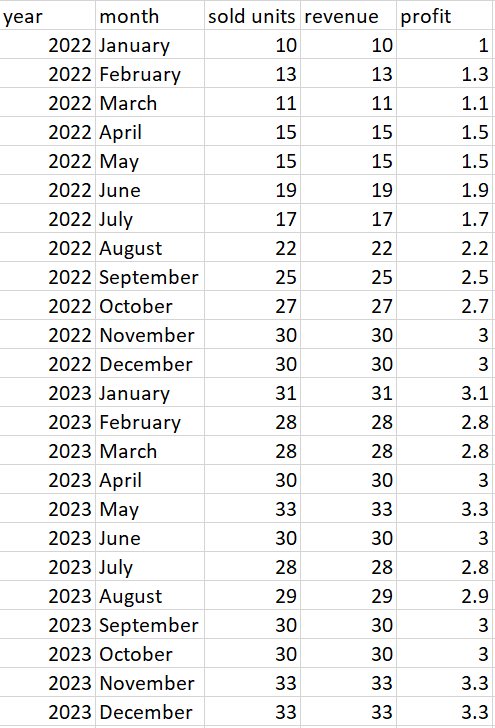 year month sold units revenue profit
2022 January 10 10 1
2022 February 13 13 1.3
2022 March 11 11 1.1
2022 April 15 15 1.5
2022 May 15 15 1.5
2022 June 19 19 1.9
2022 July 17 17 1.7
2022 August 22 22 2.2
2022 September 25 25 2.5
2022 October 27 27 2.7
2022 November 30 30 3
2022 December 30 30 3
2023 January 31 31 3.1
2023 February 28 28 2.8
2023 March 28 28 2.8
2023 April 30 30 3
2023 May 33 33 3.3
2023 June 30 30 3
2023 July 28 28 2.8
2023 August 29 29 2.9
2023 September 30 30 3
2023 October 30 30 3
2023 November 33 33 3.3
2023 December 33 33 3.3